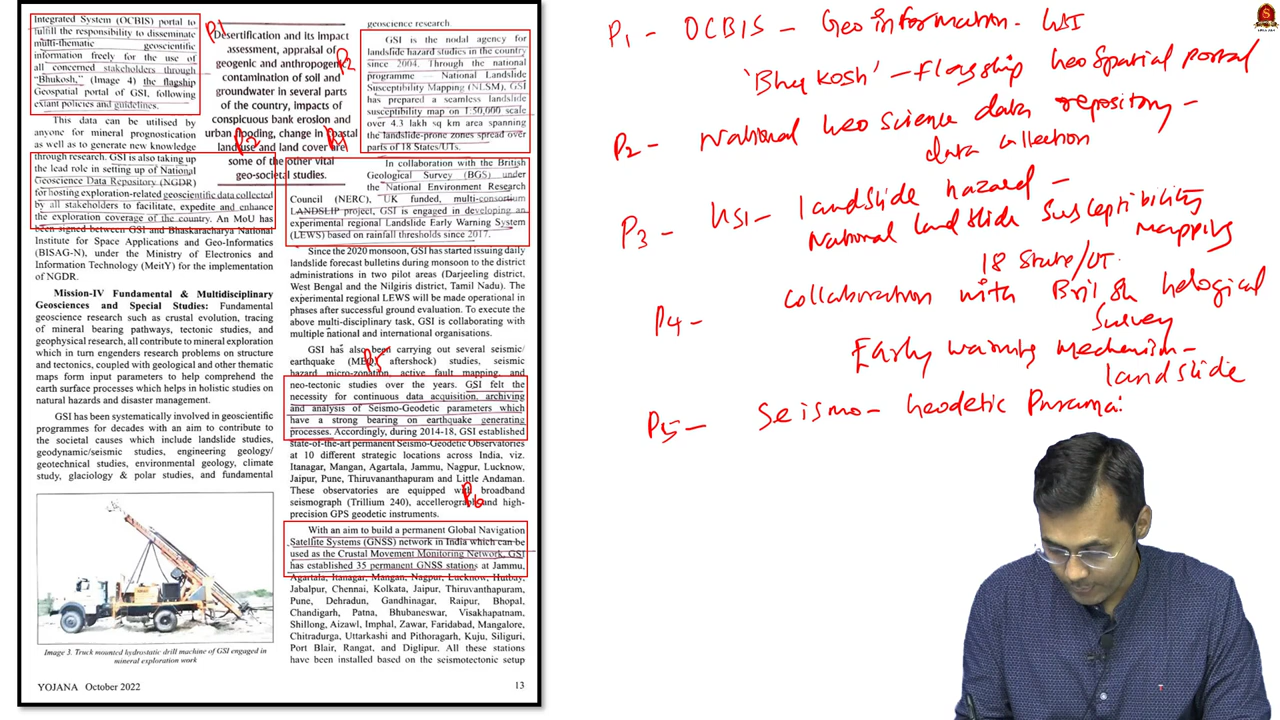 Integrated System (OCBIS) portal to
fulfill the responsibility to disseminate
multi-thematic geoscientific
information freely for the use of
all concerned stakeholders through
“Bhukosh,” (Image 4) the flagship
Geospatial portal of GSI, following
extant policies and guidelines.
This data can be utilised by
anyone for mineral prognostication
as well as to generate new knowledge
through research. GSI is also taking up
the lead role in setting up of National
Geoscience Data Repository (NGDR)
for hosting exploration-related geoscientific data collected
by all stakeholders to facilitate, expedite and enhance
the exploration coverage of the country. An MoU has
been signed between GSI and Bhaskaracharya National
Institute for Space Applications and Geo-Informatics
(BISAG-N), under the Ministry of Electronics and
Information Technology (MeitY) for the implementation
of NGDR.
Mission-IV Fundamental & Multidisciplinary
Geosciences and Special Studies: Fundamental
geoscience research such as crustal evolution, tracing
of mineral bearing pathways, tectonic studies, and
geophysical research, all contribute to mineral exploration
which in turn engenders research problems on structure
and tectonics, coupled with geological and other thematic
maps form input parameters to help comprehend the
earth surface processes which helps in holistic studies on
natural hazards and disaster management.
GSI has been systematically involved in geoscientific
programmes for decades with an aim to contribute to
the societal causes which include landslide studies,
geodynamic/seismic studies, engineering geology/
geotechnical studies, environmental geology, climate
study, glaciology & polar studies, and fundamental
Image 3. Truck mounted hydrostatic drill machine of GSI engaged in
mineral exploration work
YOJANA October 2022
P1
Desertification and its impact
assessment, appraisal of
geogenic and anthropogenic
contamination of soil and
groundwater in several parts
of the country, impacts of
conspicuous bank erosion and
urban flooding, change in coastal
landuse and land cover are
some of the other vital
geo-societal studies.
P2
geoscience research.
GSI is the nodal agency for
landslide hazard studies in the country
since 2004. Through the national
programme – National Landslide
Susceptibility Mapping (NLSM), GSI
has prepared a seamless landslide
susceptibility map on 1:50,000 scale
over 4.3 lakh sq km area spanning
the landslide-prone zones spread over
parts of 18 States/UTs.
In collaboration with the British
Geological Survey (BGS) under
the National Environment Research
Council (NERC), UK funded, multi-consortium
LANDSLIP project, GSI is engaged in developing an
experimental regional Landslide Early Warning System
(LEWS) based on rainfall thresholds since 2017.
Since the 2020 monsoon, GSI has started issuing daily
landslide forecast bulletins during monsoon to the district
administrations in two pilot areas (Darjeeling district,
West Bengal and the Nilgiris district, Tamil Nadu). The
experimental regional LEWS will be made operational in
phases after successful ground evaluation. To execute the
above multi-disciplinary task, GSI is collaborating with
multiple national and international organisations.
GSI has also been carrying out several seismic/
earthquake (MEQ, aftershock) studies, seismic
hazard micro-zonation, active fault mapping, and
neo-tectonic studies over the years. GSI felt the
necessity for continuous data acquisition, archiving
and analysis of Seismo-Geodetic parameters which
have a strong bearing on earthquake generating
processes. Accordingly, during 2014-18, GSI established
state-of-the-art permanent Seismo-Geodetic Observatories
at 10 different strategic locations across India, viz.
Itanagar, Mangan, Agartala, Jammu, Nagpur, Lucknow,
Jaipur, Pune, Thiruvananthapuram and Little Andaman.
These observatories are equipped with broadband
seismograph (Trillium 240), accellerograph and high-
precision GPS geodetic instruments.
P5
P6
With an aim to build a permanent Global Navigation
Satellite Systems (GNSS) network in India which can be
used as the Crustal Movement Monitoring Network, GSI
has established 35 permanent GNSS stations at Jammu,
Agartala, Itanagar, Mangan, Nagpur, Lucknow, Hutbay,
Jabalpur, Chennai, Kolkata, Jaipur, Thiruvanthapuram,
Pune, Dehradun, Gandhinagar, Raipur, Bhopal,
Chandigarh, Patna, Bhubaneswar, Visakhapatnam,
Shillong, Aizawl, Imphal, Zawar, Faridabad, Mangalore,
Chitradurga, Uttarkashi and Pithoragarh, Kuju, Siliguri,
Port Blair, Rangat, and Diglipur. All these stations
have been installed based on the seismotectonic setup
13
P1 - OCBIS - Geoinformation - GSI
'Bhukosh' - flagship GeoSpatial portal
P2 - National Geo Science data repository -
data collection
P3 - GSI - landslide hazard -
National landslide Susceptibility
mapping
18 State/UT.
P4 - collaboration with British Geological
Survey
Early warning mechanism -
landslide
P5 - Seismo - Geodetic